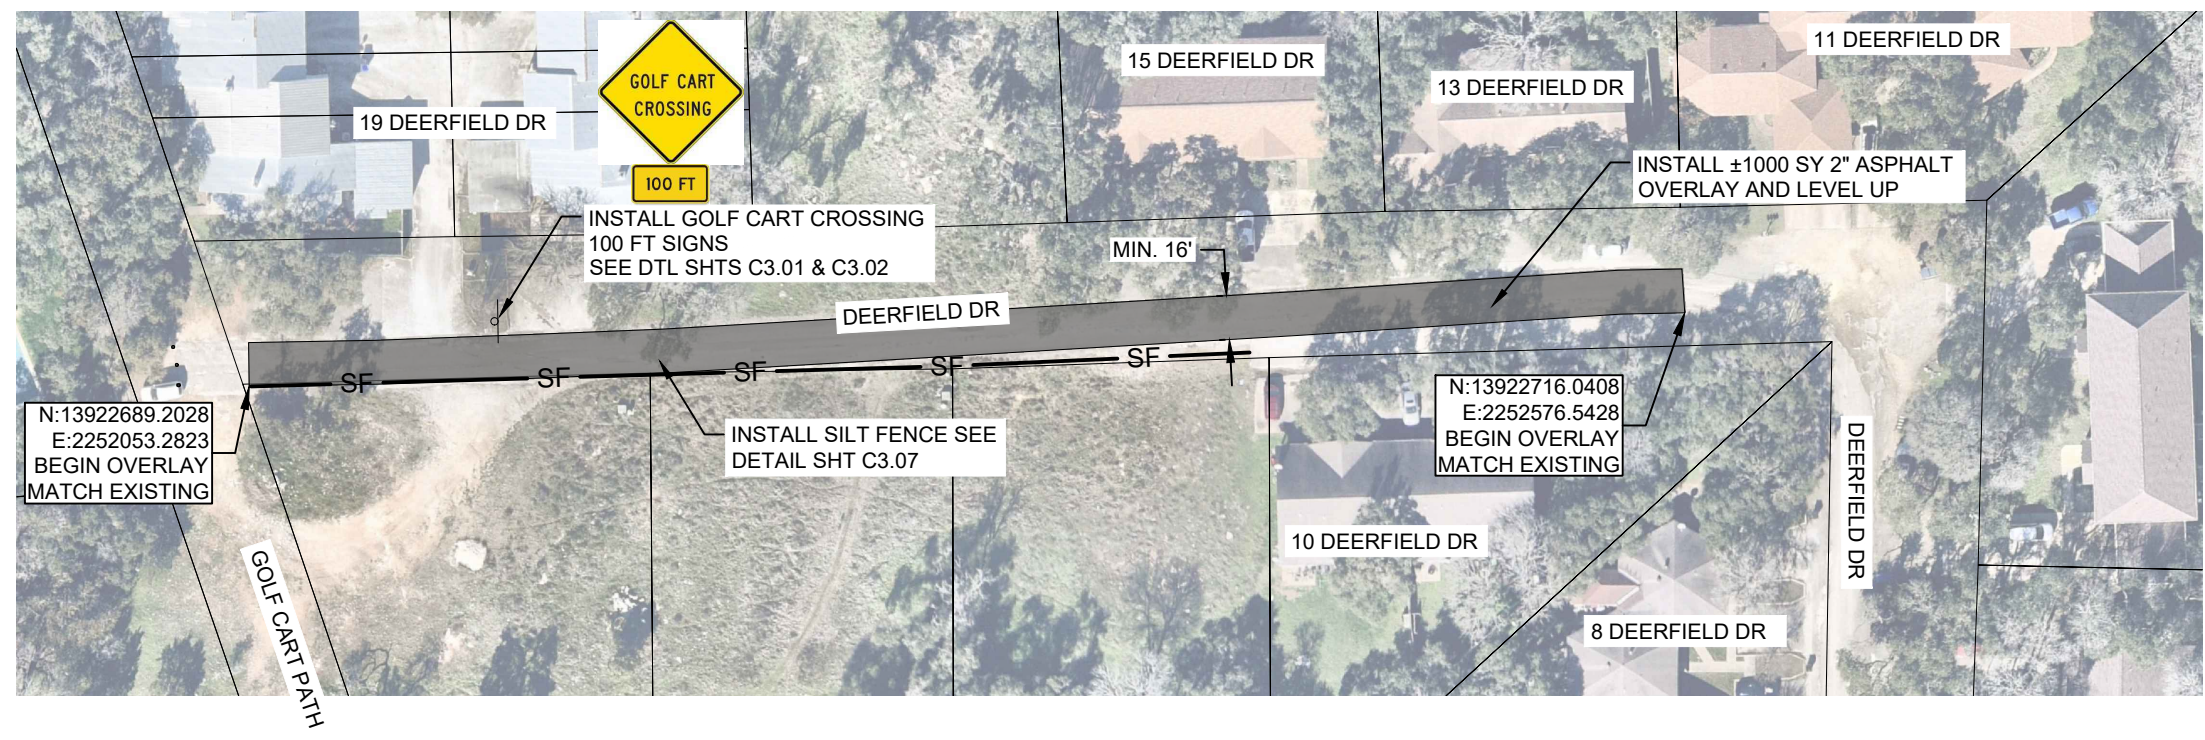 11 DEERFIELD DR
15 DEERFIELD DR
13 DEERFIELD DR
19 DEERFIELD DR
GOLF CART
CROSSING
100 FT
INSTALL ±1000 SY 2" ASPHALT
OVERLAY AND LEVEL UP
INSTALL GOLF CART CROSSING
100 FT SIGNS
SEE DTL SHTS C3.01 & C3.02
MIN. 16'
DEERFIELD DR
SF
SF
SF
SF
SF
N:13922689.2028
E:2252053.2823
BEGIN OVERLAY
MATCH EXISTING
INSTALL SILT FENCE SEE
DETAIL SHT C3.07
N:13922716.0408
E:2252576.5428
BEGIN OVERLAY
MATCH EXISTING
DEERFIELD DR
10 DEERFIELD DR
8 DEERFIELD DR
GOLF CART PATH